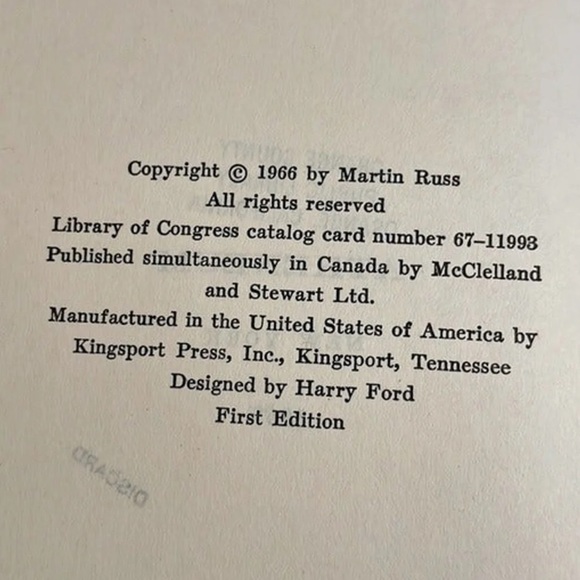 Copyright © 1966 by Martin Russ
All rights reserved
Library of Congress catalog card number 67–11993
Published simultaneously in Canada by McClelland
and Stewart Ltd.
Manufactured in the United States of America by
Kingsport Press, Inc., Kingsport, Tennessee
Designed by Harry Ford
First Edition
DISCARD